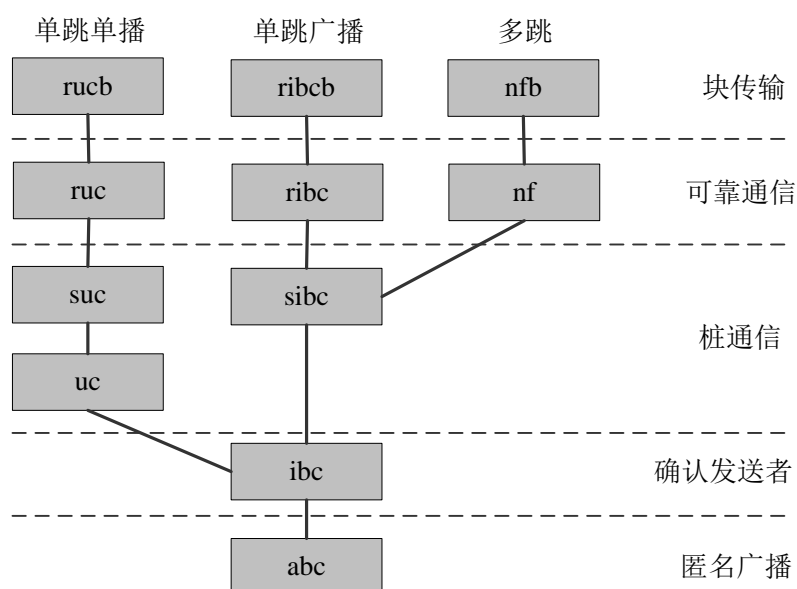 单跳单播 单跳广播 多跳
rucb ribcb nfb 块传输
ruc ribc nf 可靠通信
suc sibc 桩通信
uc
ibc 确认发送者
abc 匿名广播